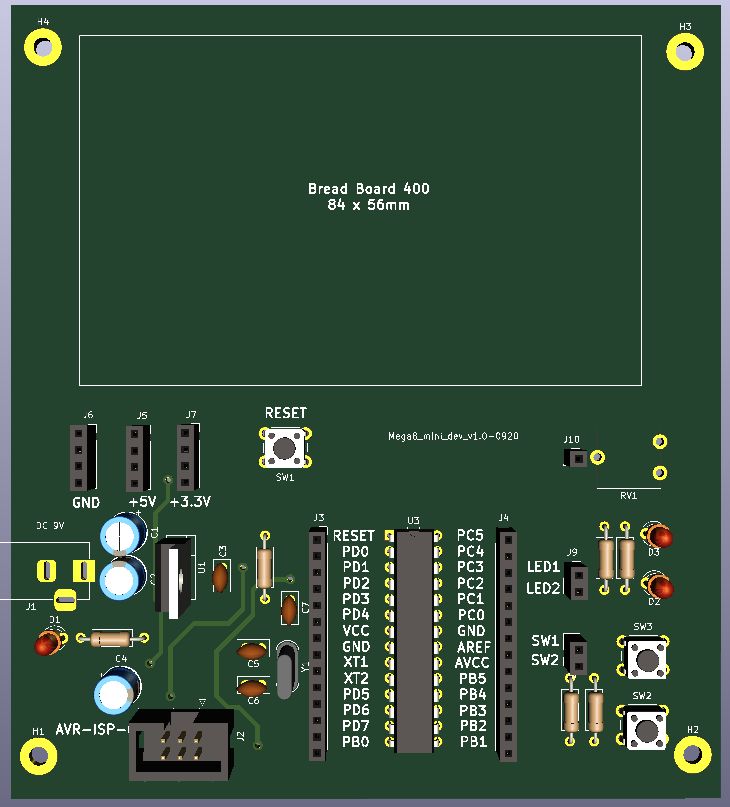 H4
H3
Bread Board 400
84 x 56mm
J6
J5
J7
RESET
Mega8_mini_dev_v1.0-0920
J10
SW1
RV1
GND
+5V
+3.3V
DC 9V
C1
J3
U3
J4
RESET
PC5
PD0
PC4
PD1
PC3
PD2
PC2
PD3
PC1
PD4
PC0
VCC
GND
GND
AREF
XT1
AVCC
XT2
PB5
PD5
PB4
PD6
PB3
PD7
PB2
PB0
PB1
U1
C3
D3
J9
LED1
LED2
D2
J1
C7
D1
SW1
SW2
SW3
C4
C5
Y1
C6
SW2
H1
AVR-ISP-
J2
H2